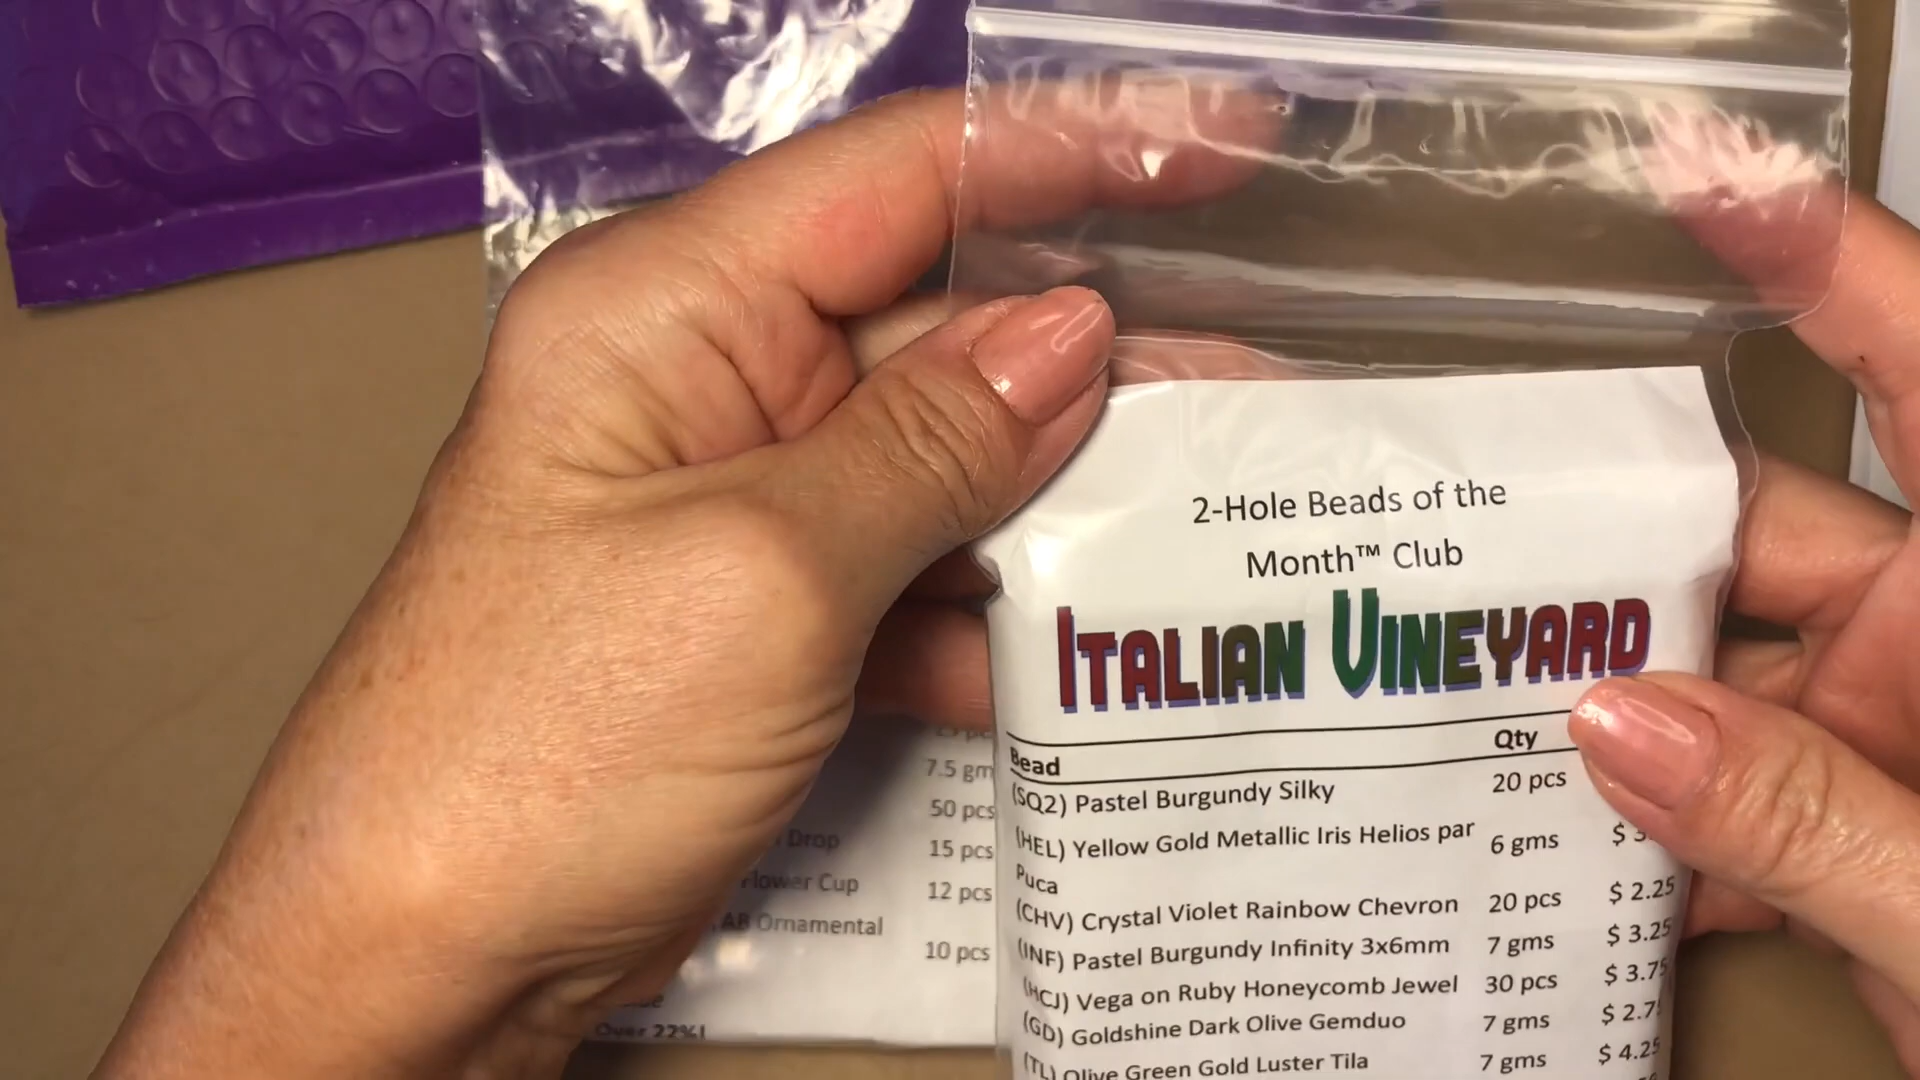 2-Hole Beads of the
Month™ Club
ITALIAN VINEYARD
Bead Qty
(SQ2) Pastel Burgundy Silky 20 pcs
(HEL) Yellow Gold Metallic Iris Helios par 6 gms $
Puca
(CHV) Crystal Violet Rainbow Chevron 20 pcs $ 2.25
(INF) Pastel Burgundy Infinity 3x6mm 7 gms $ 3.25
(HCJ) Vega on Ruby Honeycomb Jewel 30 pcs $ 3.75
(GD) Goldshine Dark Olive Gemduo 7 gms $ 2.7
(TL) Olive Green Gold Luster Tila 7 gms $ 4.25
7.5 gm
50 pcs
Drop 15 pcs
Flower Cup 12 pcs
AB Ornamental
10 pcs
Over 22%!